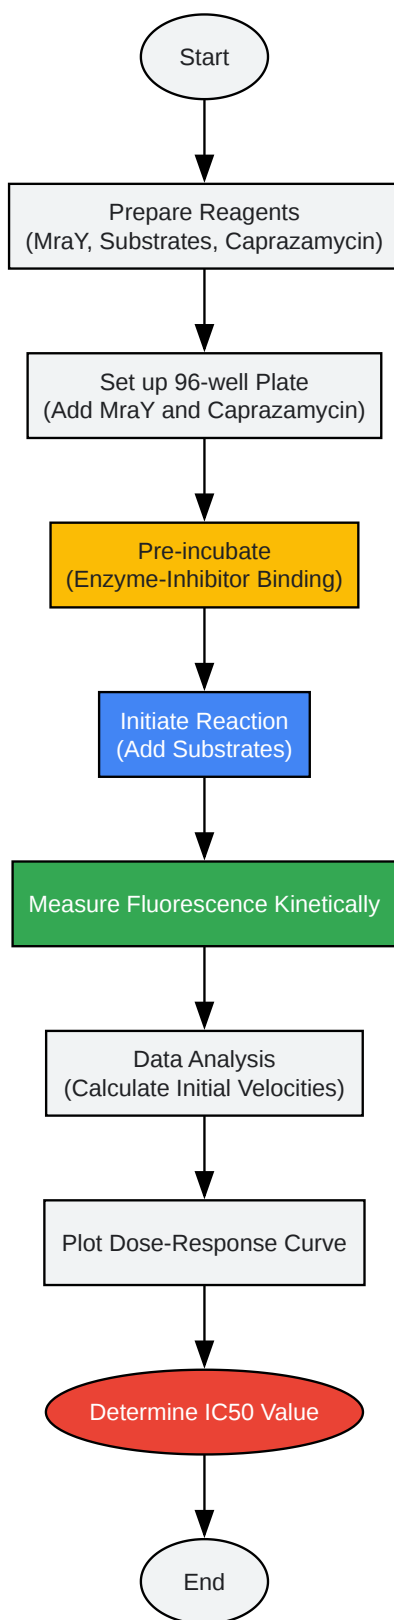 Start
Prepare Reagents
(MraY, Substrates, Caprazamycin)
Set up 96-well Plate
(Add MraY and Caprazamycin)
Pre-incubate
(Enzyme-Inhibitor Binding)
Initiate Reaction
(Add Substrates)
Measure Fluorescence Kinetically
Data Analysis
(Calculate Initial Velocities)
Plot Dose-Response Curve
Determine IC50 Value
End